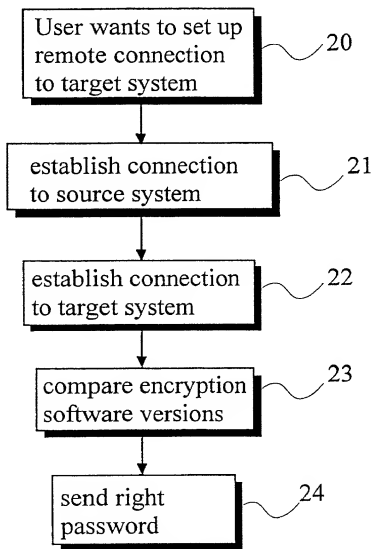 User wants to set up
remote connection
to target system
20
establish connection
to source system
21
establish connection
to target system
22
compare encryption
software versions
23
send right
password
24